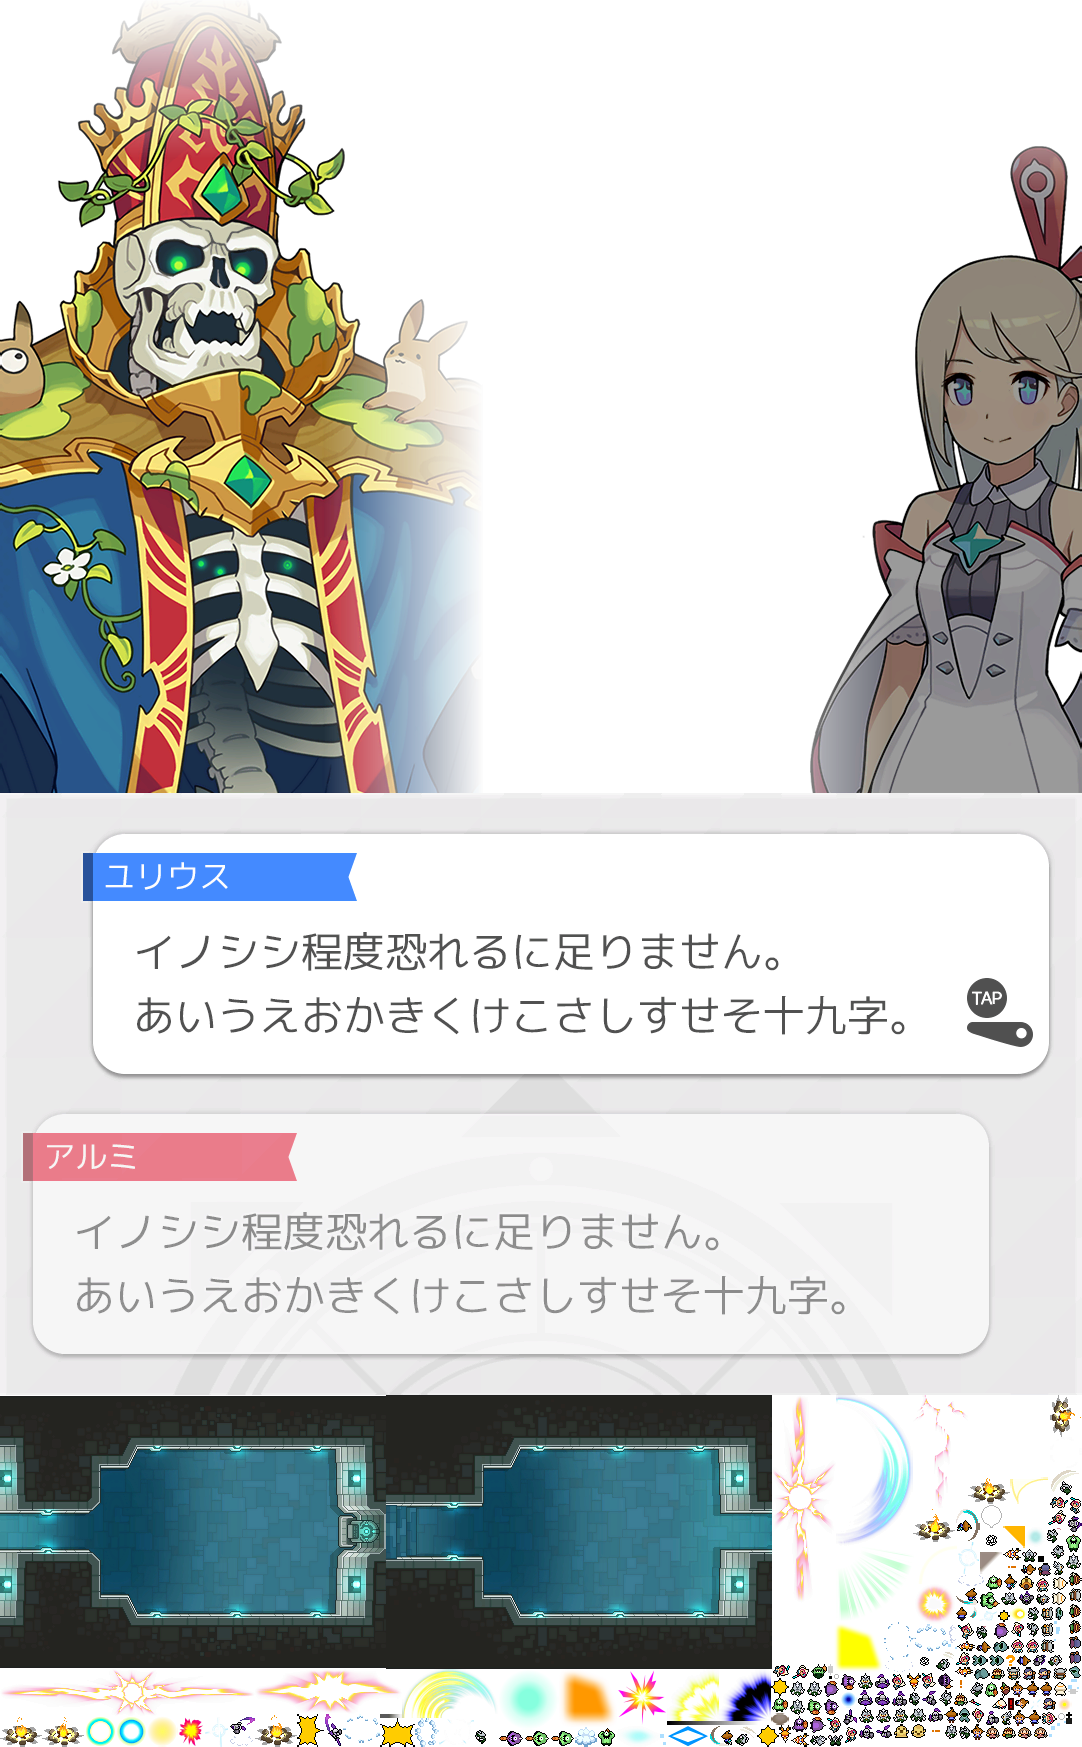 ユリウス
イノシシ程度恐れるに足りません。
あいうえおかきくけこさしすせそ十九字。
TAP
アルミ
イノシシ程度恐れるに足りません。
あいうえおかきくけこさしすせそ十九字。